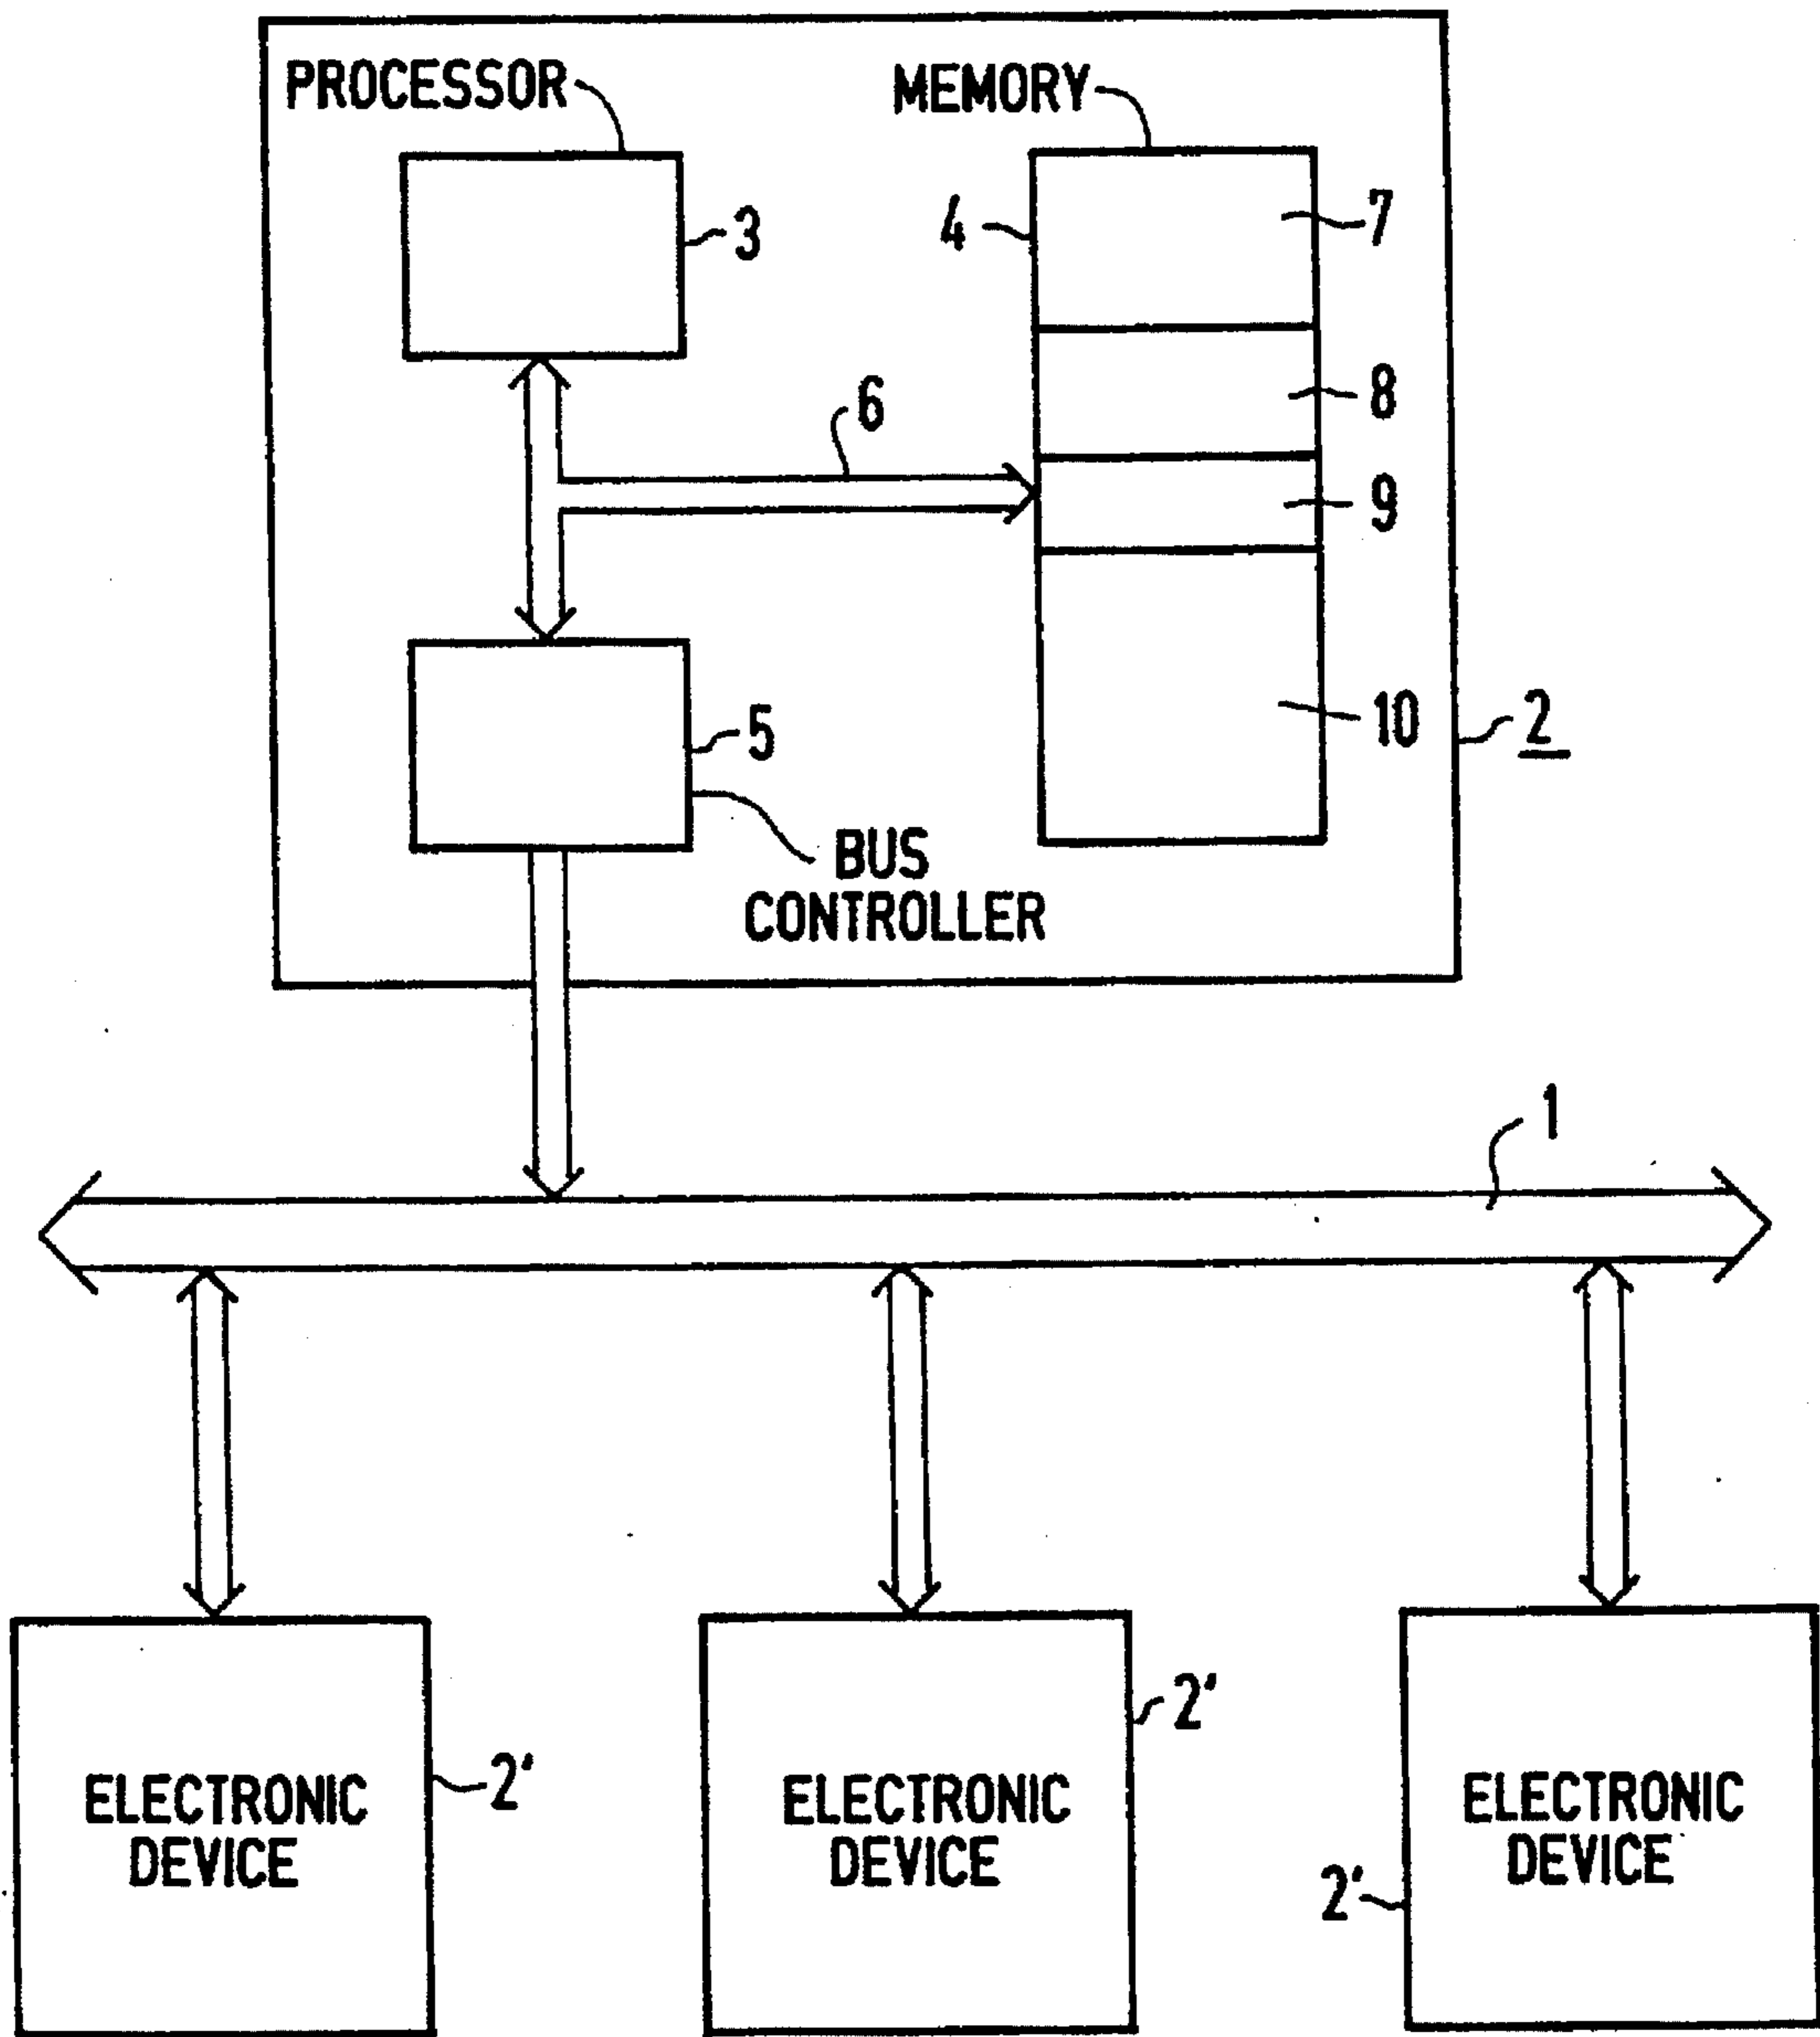 PROCESSOR
MEMORY
3
4
7
8
6
9
10
5
2
BUS
CONTROLLER
1
2'
2'
2'
ELECTRONIC
DEVICE
ELECTRONIC
DEVICE
ELECTRONIC
DEVICE